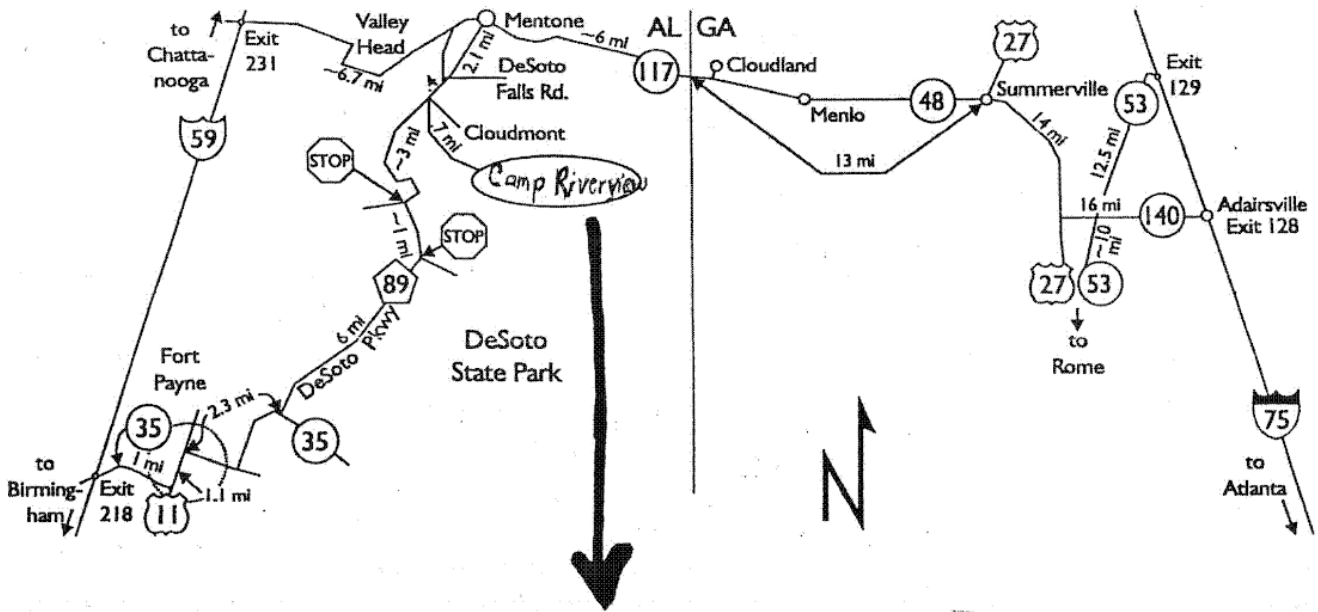 to
Chatta-
nooga
Exit
231
Valley
Head
~6.7 mi
Mentone
2.1 mi
~6 mi
AL
GA
117
DeSoto
Falls Rd.
Cloudmont
.7 mi
Camp Riverview
~3 mi
STOP
~1 mi
STOP
59
89
6 mi
DeSoto Pkwy
DeSoto
State Park
Fort
Payne
2.3 mi
35
35
1 mi
1.1 mi
11
to
Birming-
ham
Exit
218
Cloudland
Menlo
48
27
Summerville
13 mi
14 mi
53
Exit
129
12.5 mi
16 mi
140
Adairsville
Exit 128
~10
mi
27
53
to
Rome
N
75
to
Atlanta